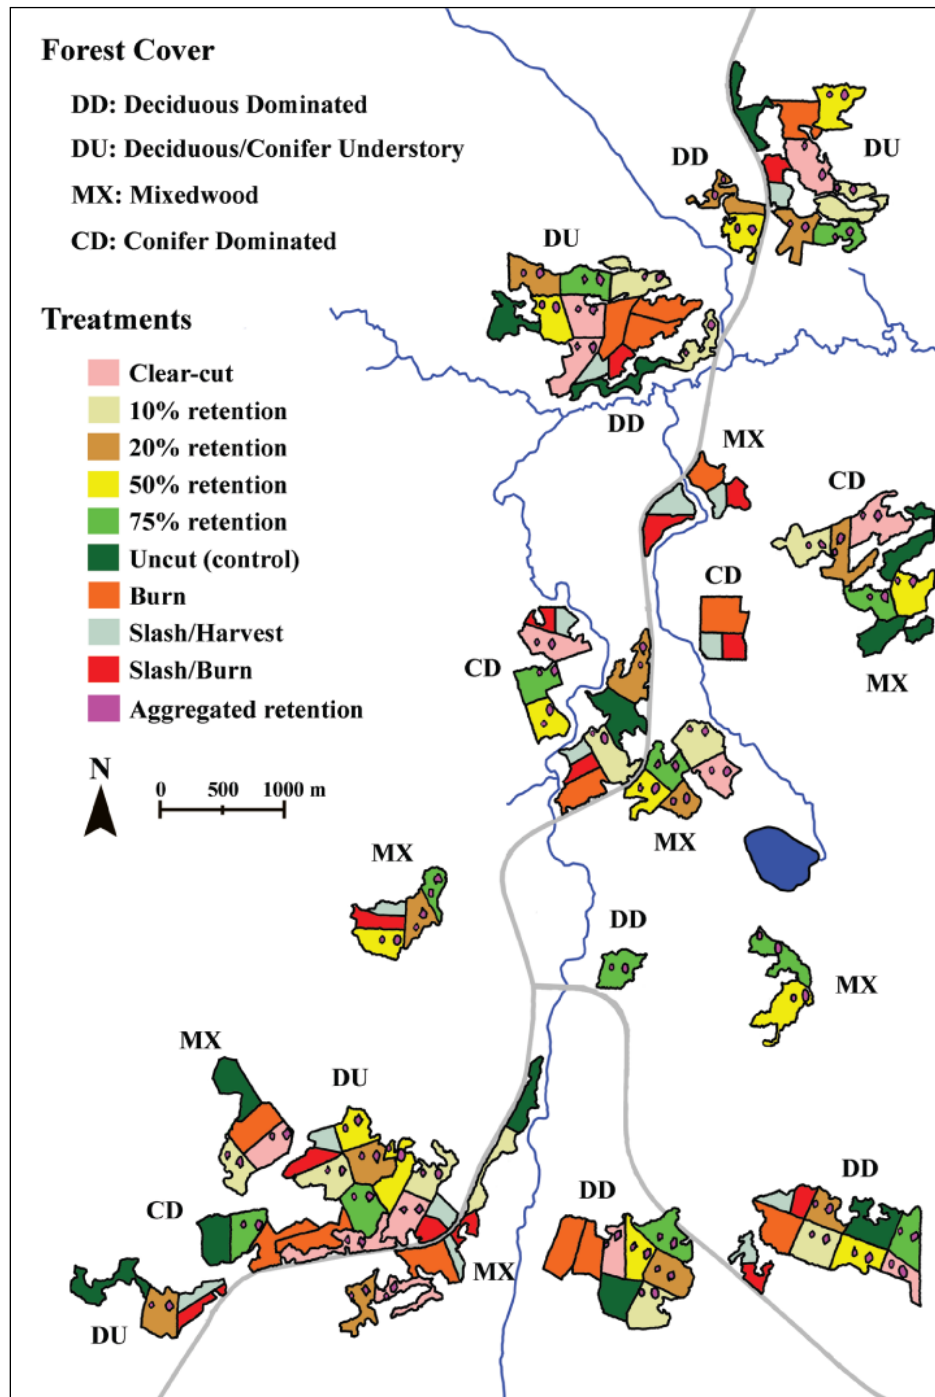 Forest Cover
DD: Deciduous Dominated
DU: Deciduous/Conifer Understory
MX: Mixedwood
CD: Conifer Dominated
Treatments
Clear-cut
10% retention
20% retention
50% retention
75% retention
Uncut (control)
Burn
Slash/Harvest
Slash/Burn
Aggregated retention
N
0 500 1000 m
DD
DU
DU
DD
MX
CD
CD
CD
MX
MX
MX
DD
MX
MX
DU
CD
DD
DD
MX
DU